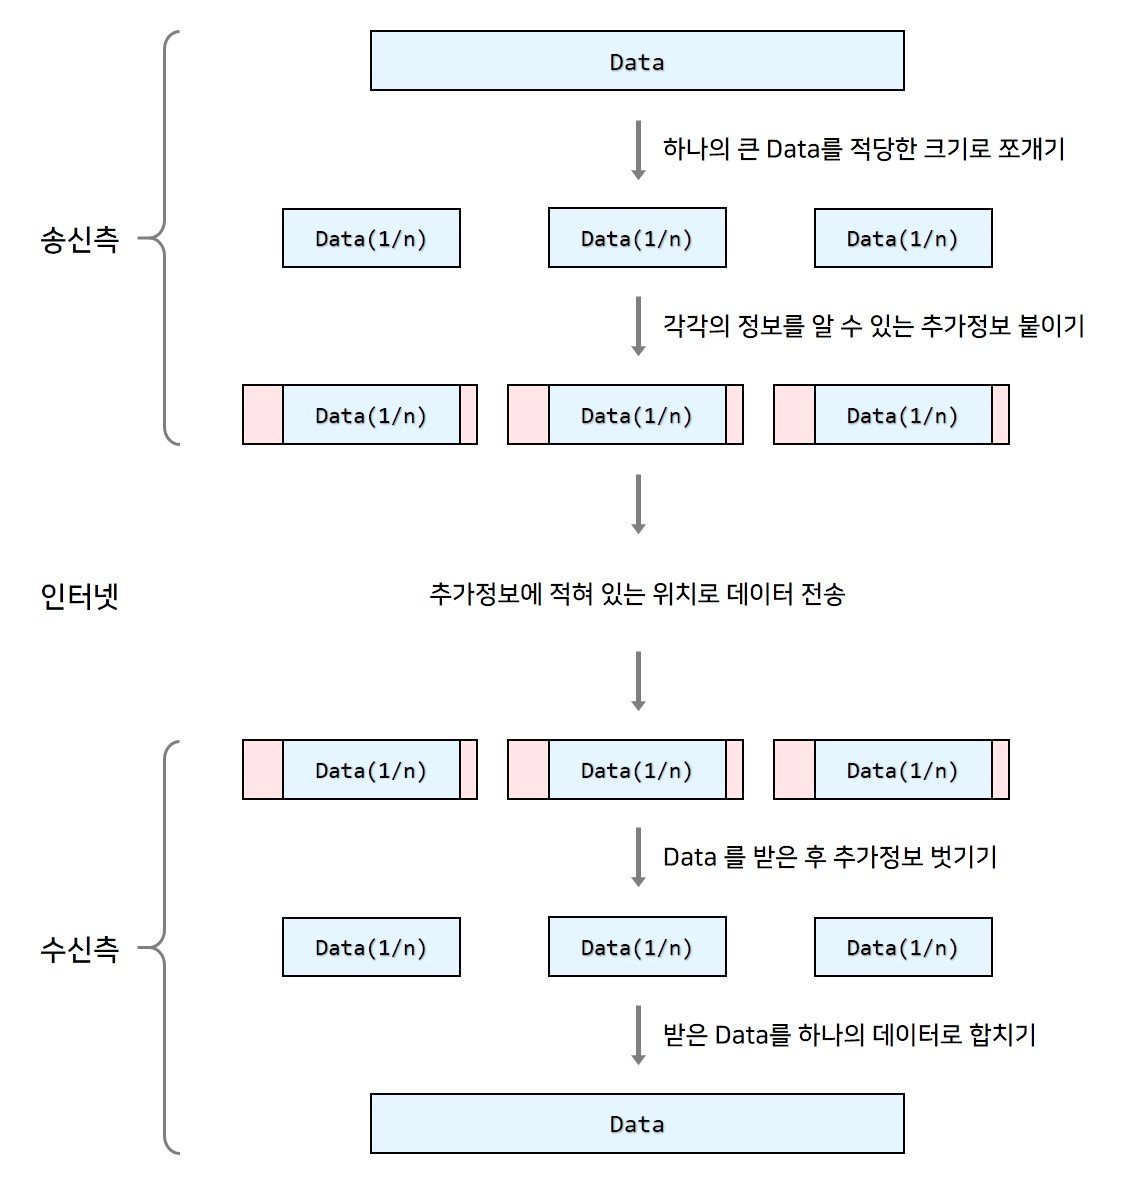 Data
하나의 큰 Data를 적당한 크기로 쪼개기
송신측
Data(1/n) Data(1/n) Data(1/n)
각각의 정보를 알 수 있는 추가정보 붙이기
Data(1/n) Data(1/n) Data(1/n)
인터넷
추가정보에 적혀 있는 위치로 데이터 전송
Data(1/n) Data(1/n) Data(1/n)
Data 를 받은 후 추가정보 벗기기
수신측
Data(1/n) Data(1/n) Data(1/n)
받은 Data를 하나의 데이터로 합치기
Data